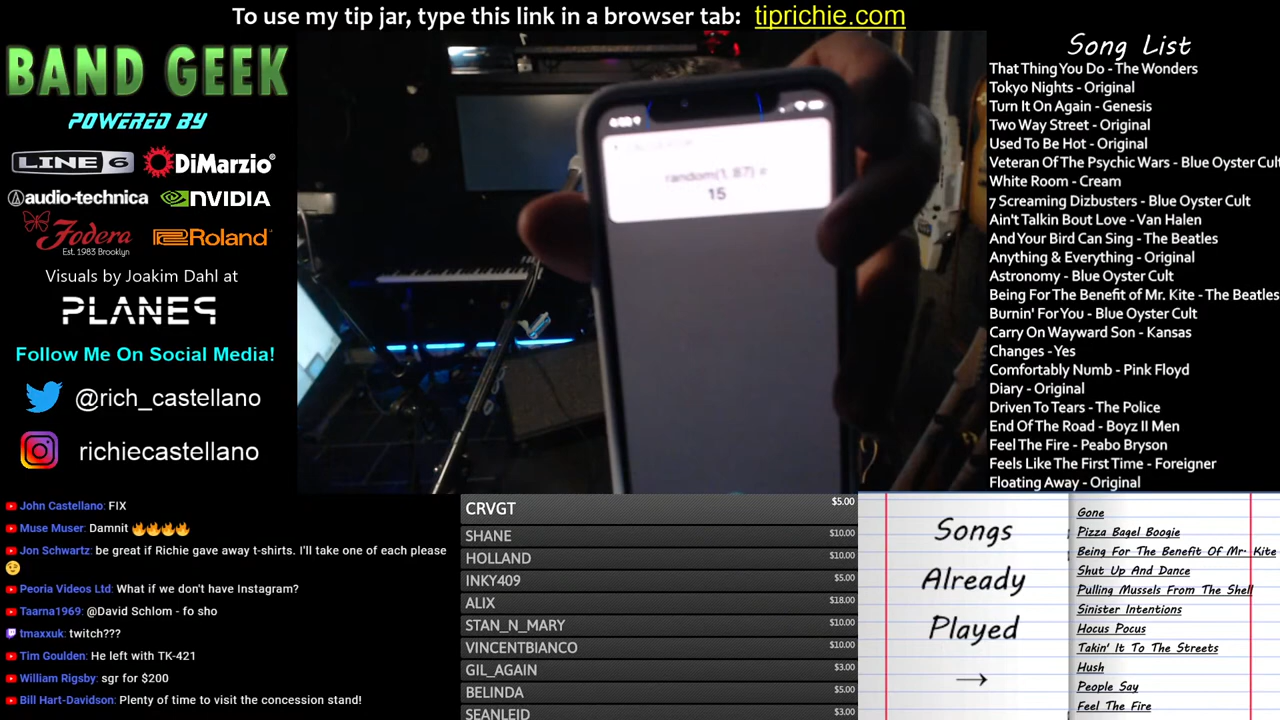 To use my tip jar, type this link in a browser tab: tiprichie.com
BAND GEEK
POWERED BY
LINE 6 DiMarzio®
audio-technica NVIDIA
Fodera
Est. 1983 Brooklyn
Roland
Visuals by Joakim Dahl at
PLANE9
Follow Me On Social Media!
@rich_castellano
richiecastellano
random(1, 87) =
15
Song List
That Thing You Do - The Wonders
Tokyo Nights - Original
Turn It On Again - Genesis
Two Way Street - Original
Used To Be Hot - Original
Veteran Of The Psychic Wars - Blue Oyster Cult
White Room - Cream
7 Screaming Dizbusters - Blue Oyster Cult
Ain't Talkin Bout Love - Van Halen
And Your Bird Can Sing - The Beatles
Anything & Everything - Original
Astronomy - Blue Oyster Cult
Being For The Benefit of Mr. Kite - The Beatles
Burnin' For You - Blue Oyster Cult
Carry On Wayward Son - Kansas
Changes - Yes
Comfortably Numb - Pink Floyd
Diary - Original
Driven To Tears - The Police
End Of The Road - Boyz II Men
Feel The Fire - Peabo Bryson
Feels Like The First Time - Foreigner
Floating Away - Original
John Castellano: FIX
Muse Muser: Damnit 🔥🔥🔥🔥
Jon Schwartz: be great if Richie gave away t-shirts. I'll take one of each please
Peoria Videos Ltd: What if we don't have Instagram?
Taarna1969: @David Schlom - fo sho
tmaxxuk: twitch???
Tim Goulden: He left with TK-421
William Rigsby: sgr for $200
Bill Hart-Davidson: Plenty of time to visit the concession stand!
CRVGT $5.00
SHANE $10.00
HOLLAND $10.00
INKY409 $5.00
ALIX $18.00
STAN_N_MARY $10.00
VINCENTBIANCO $10.00
GIL_AGAIN $3.00
BELINDA $5.00
SEANLEID $3.00
Songs
Already
Played
→
Gone
Pizza Bagel Boogie
Being For The Benefit Of Mr. Kite
Shut Up And Dance
Pulling Mussels From The Shell
Sinister Intentions
Hocus Pocus
Takin' It To The Streets
Hush
People Say
Feel The Fire